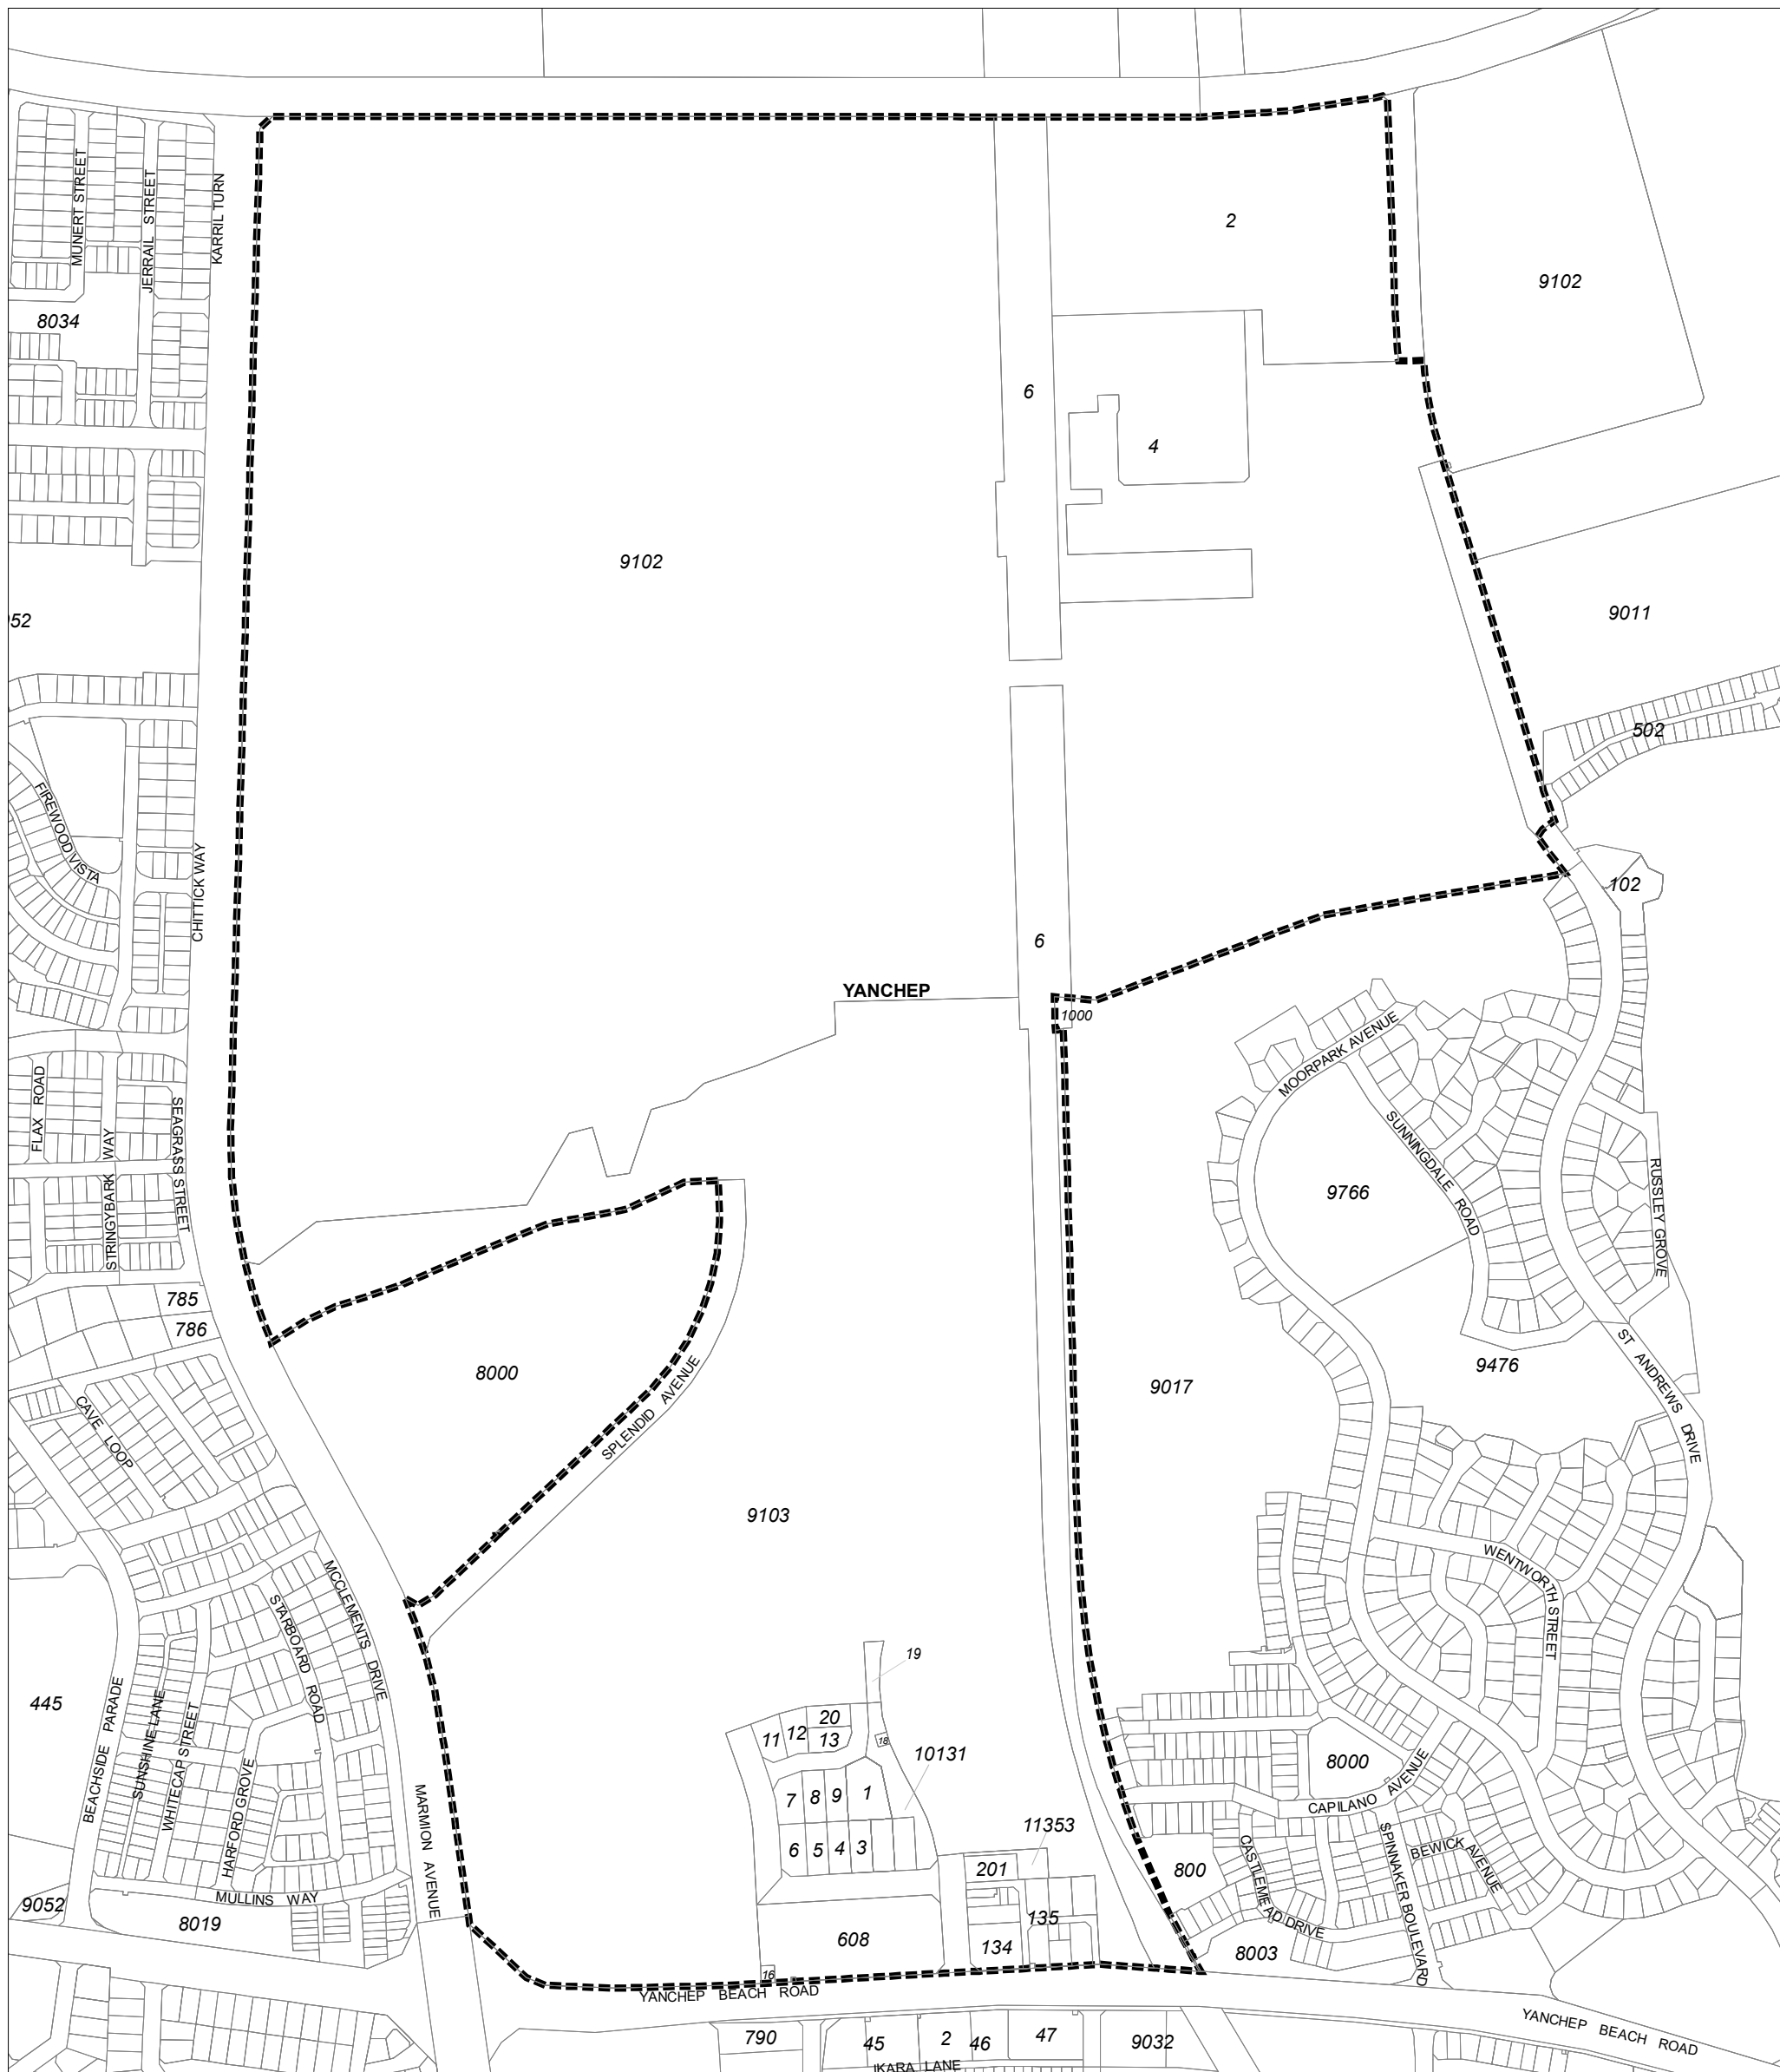 MUNERT STREET
JERRAIL STREET
KARRIL TURN
2
9102
8034
6
4
9102
52
9011
502
FIREWOOD VISTA
CHITTICK WAY
102
6
YANCHEP
1000
MOORPARK AVENUE
FLAX ROAD
STRINGYBARK WAY
SEAGRASS STREET
SUNNINGDALE ROAD
RUSSLEY GROVE
9766
785
786
8000
SPLENDID AVENUE
9017
9476
ST ANDREWS DRIVE
CAVE LOOP
9103
MCCLEMENTS DRIVE
STARBOARD ROAD
WENTWORTH STREET
19
445
BEACHSIDE PARADE
SUNSHINE LANE
WHITECAP STREET
HARFORD GROVE
MARMION AVENUE
20
11
12
13
18
10131
8000
7
8
9
1
CAPILANO AVENUE
11353
6
5
4
3
201
800
CASTLEMEAD DRIVE
SPINNAKER BOULEVARD
BEWICK AVENUE
MULLINS WAY
9052
8019
135
608
134
8003
16
YANCHEP BEACH ROAD
YANCHEP BEACH ROAD
790
45
2
46
47
9032
IKARA LANE